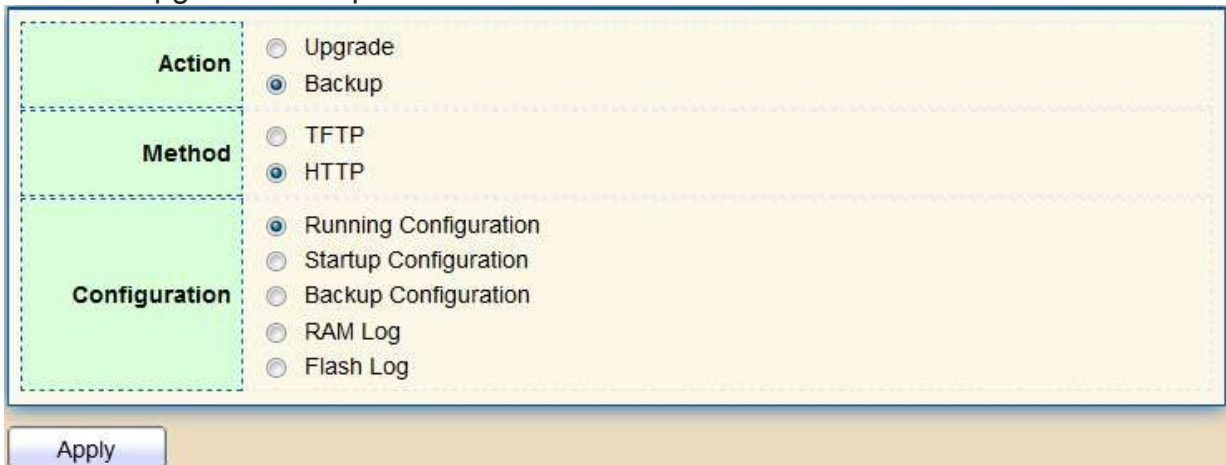 Action
Upgrade
Backup
Method
TFTP
HTTP
Configuration
Running Configuration
Startup Configuration
Backup Configuration
RAM Log
Flash Log
Apply